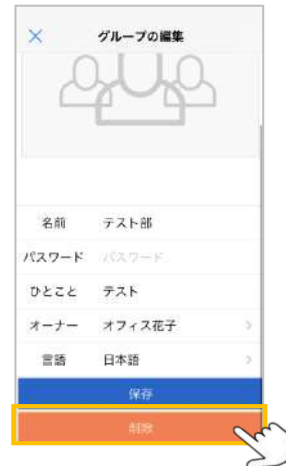 × グループの編集
名前 テスト部
パスワード パスワード
ひとこと テスト
オーナー オフィス花子
言語 日本語
保存
削除